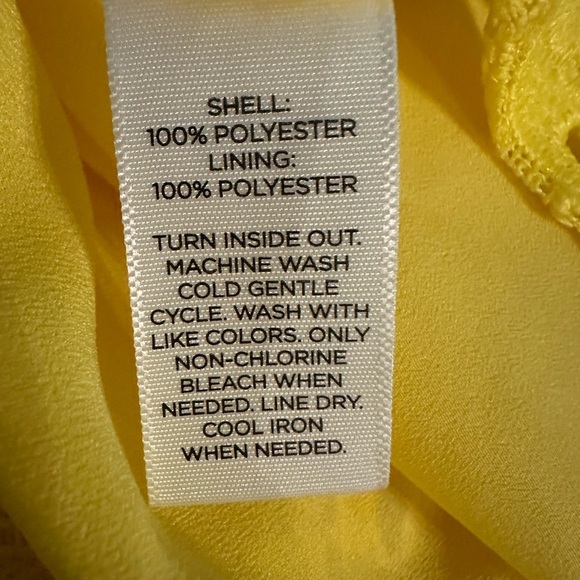 SHELL:
100% POLYESTER
LINING:
100% POLYESTER
TURN INSIDE OUT.
MACHINE WASH
COLD GENTLE
CYCLE. WASH WITH
LIKE COLORS. ONLY
NON-CHLORINE
BLEACH WHEN
NEEDED. LINE DRY.
COOL IRON
WHEN NEEDED.